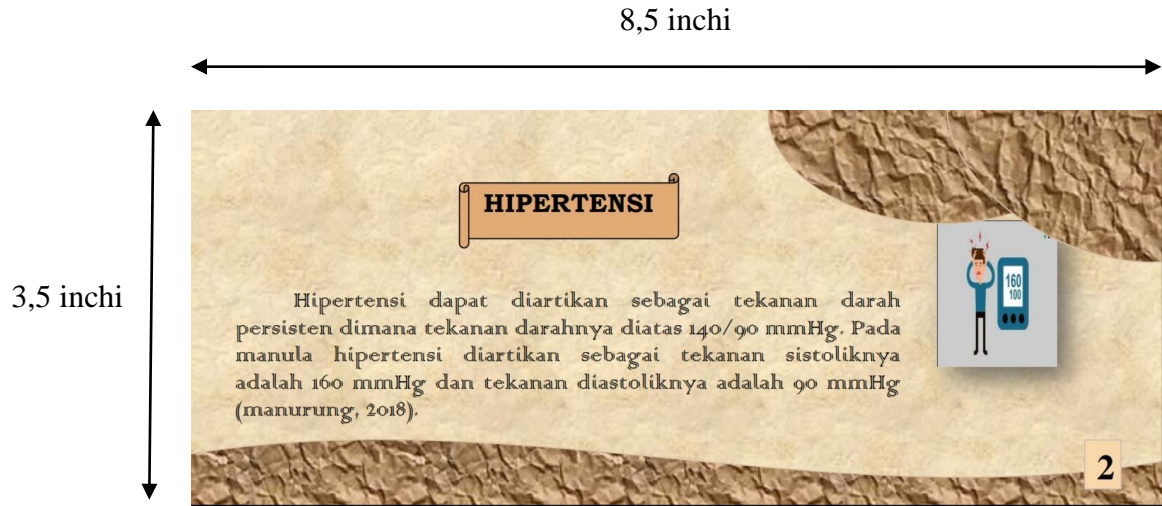 8,5 inchi
3,5 inchi
HIPERTENSI
Hipertensi dapat diartikan sebagai tekanan darah
persisten dimana tekanan darahnya diatas 140/90 mmHg. Pada
manula hipertensi diartikan sebagai tekanan sistoliknya
adalah 160 mmHg dan tekanan diastoliknya adalah 90 mmHg
(manurung, 2018).
160
100
2